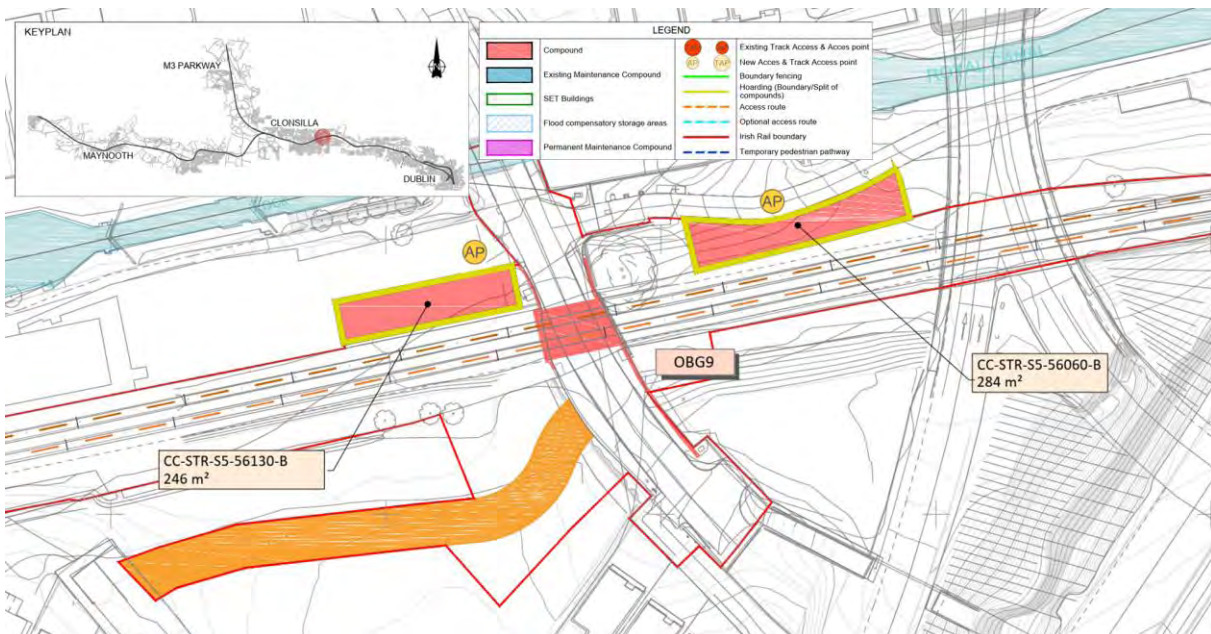 KEYPLAN
M3 PARKWAY
CLONSILLA
MAYNOOTH
DUBLIN
LEGEND
Compound
Existing Maintenance Compound
SET Buildings
Flood compensatory storage areas
Permanent Maintenance Compound
Existing Track Access & Acces point
AP
TAP
New Acces & Track Access point
Boundary fencing
Hoarding (Boundary/Split of
compounds)
Access route
Optional access route
Irish Rail boundary
Temporary pedestrian pathway
ROYAL CANAL
AP
AP
OBG9
CC-STR-S5-56060-B
284 m²
CC-STR-S5-56130-B
246 m²